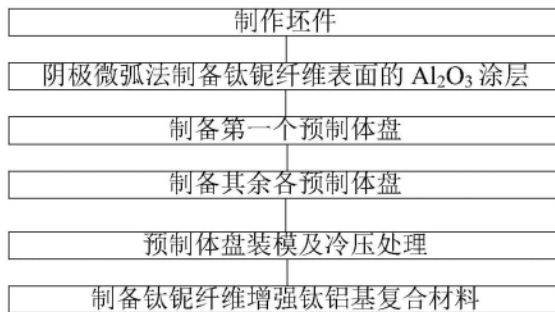 制作坯件
阴极微弧法制备钛铌纤维表面的 Al₂O₃ 涂层
制备第一个预制体盘
制备其余各预制体盘
预制体盘装模及冷压处理
制备钛铌纤维增强钛铝基复合材料